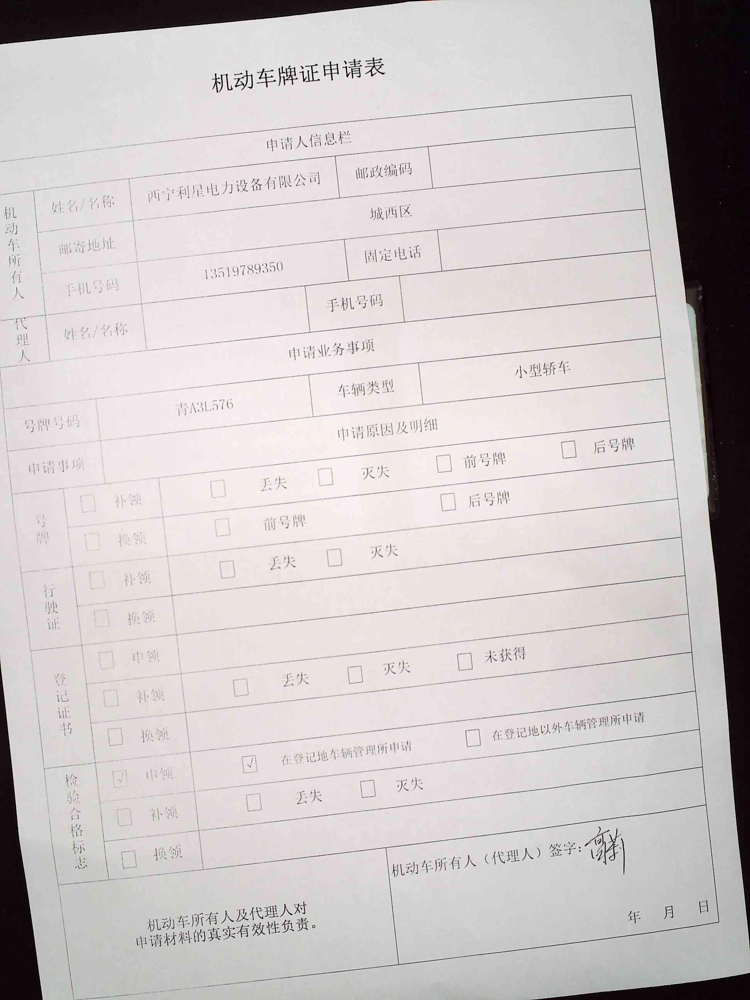 机动车牌证申请表
申请人信息栏
机动车所有人 姓名/名称 西宁利星电力设备有限公司 邮政编码
邮寄地址 城西区
手机号码 13519789350 固定电话
代理人 姓名/名称 手机号码
申请业务事项
号牌号码 青A3L576 车辆类型 小型轿车
申请事项 申请原因及明细
号牌 □ 补领 □ 丢失 □ 灭失 □ 前号牌 □ 后号牌
□ 换领 □ 前号牌 □ 后号牌
行驶证 □ 补领 □ 丢失 □ 灭失
□ 换领
登记证书 □ 申领
□ 补领 □ 丢失 □ 灭失 □ 未获得
□ 换领
检验合格标志 ☑ 申领 ☑ 在登记地车辆管理所申请 □ 在登记地以外车辆管理所申请
□ 补领 □ 丢失 □ 灭失
□ 换领
机动车所有人及代理人对
申请材料的真实有效性负责。
机动车所有人（代理人）签字:
年 月 日